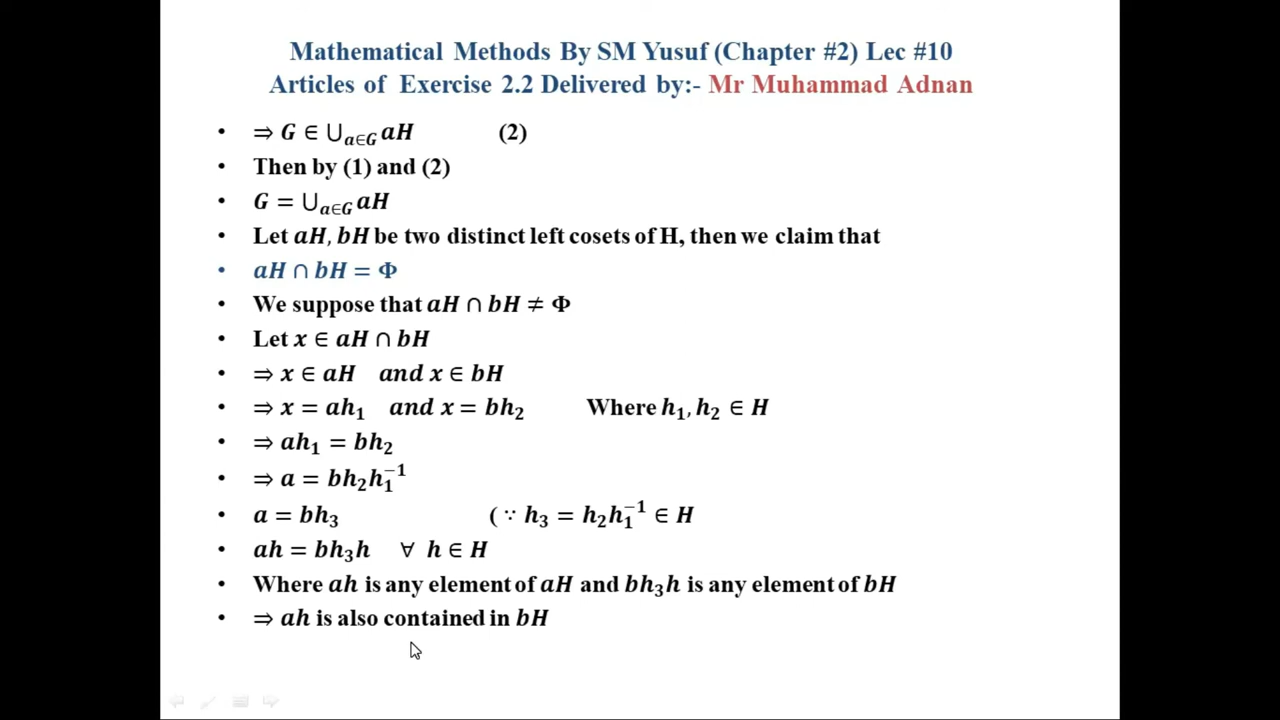 Mathematical Methods By SM Yusuf (Chapter #2) Lec #10
Articles of Exercise 2.2 Delivered by:- Mr Muhammad Adnan
• ⇒ G ∈ ⋃ₐ∈G aH (2)
• Then by (1) and (2)
• G = ⋃ₐ∈G aH
• Let aH, bH be two distinct left cosets of H, then we claim that
• aH ∩ bH = Φ
• We suppose that aH ∩ bH ≠ Φ
• Let x ∈ aH ∩ bH
• ⇒ x ∈ aH and x ∈ bH
• ⇒ x = ah₁ and x = bh₂ Where h₁, h₂ ∈ H
• ⇒ ah₁ = bh₂
• ⇒ a = bh₂h₁⁻¹
• a = bh₃ (∵ h₃ = h₂h₁⁻¹ ∈ H
• ah = bh₃h ∀ h ∈ H
• Where ah is any element of aH and bh₃h is any element of bH
• ⇒ ah is also contained in bH